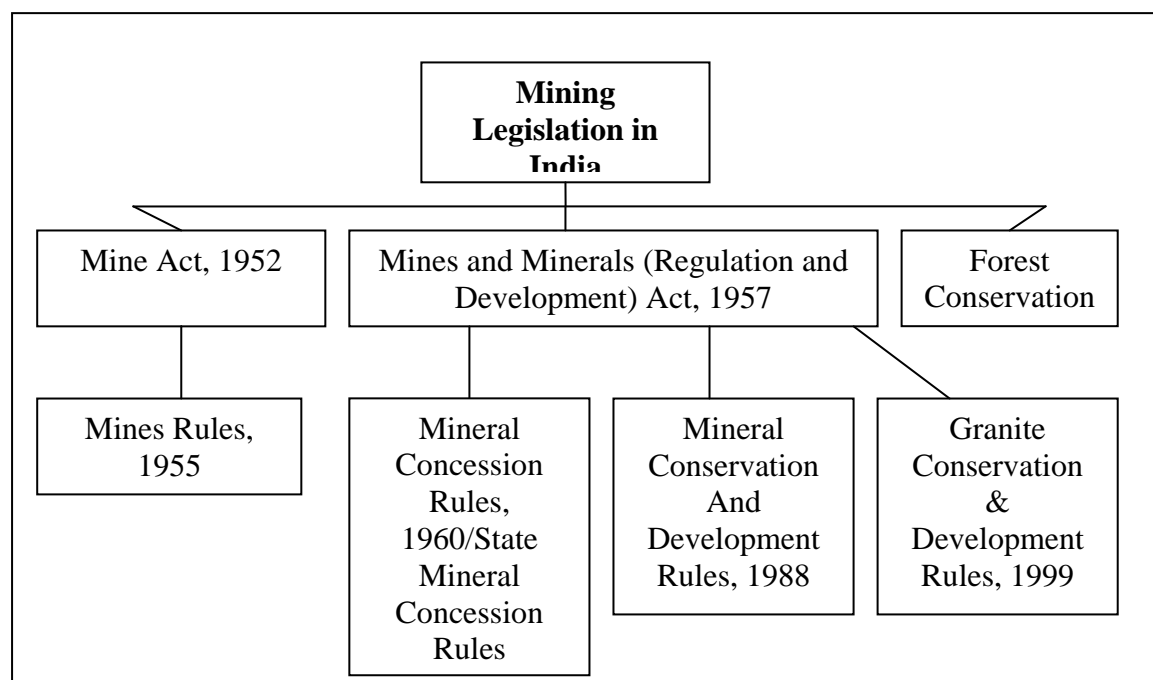 Mining
Legislation in
India
Mine Act, 1952
Mines and Minerals (Regulation and
Development) Act, 1957
Forest
Conservation
Mines Rules,
1955
Mineral
Concession
Rules,
1960/State
Mineral
Concession
Rules
Mineral
Conservation
And
Development
Rules, 1988
Granite
Conservation
&
Development
Rules, 1999